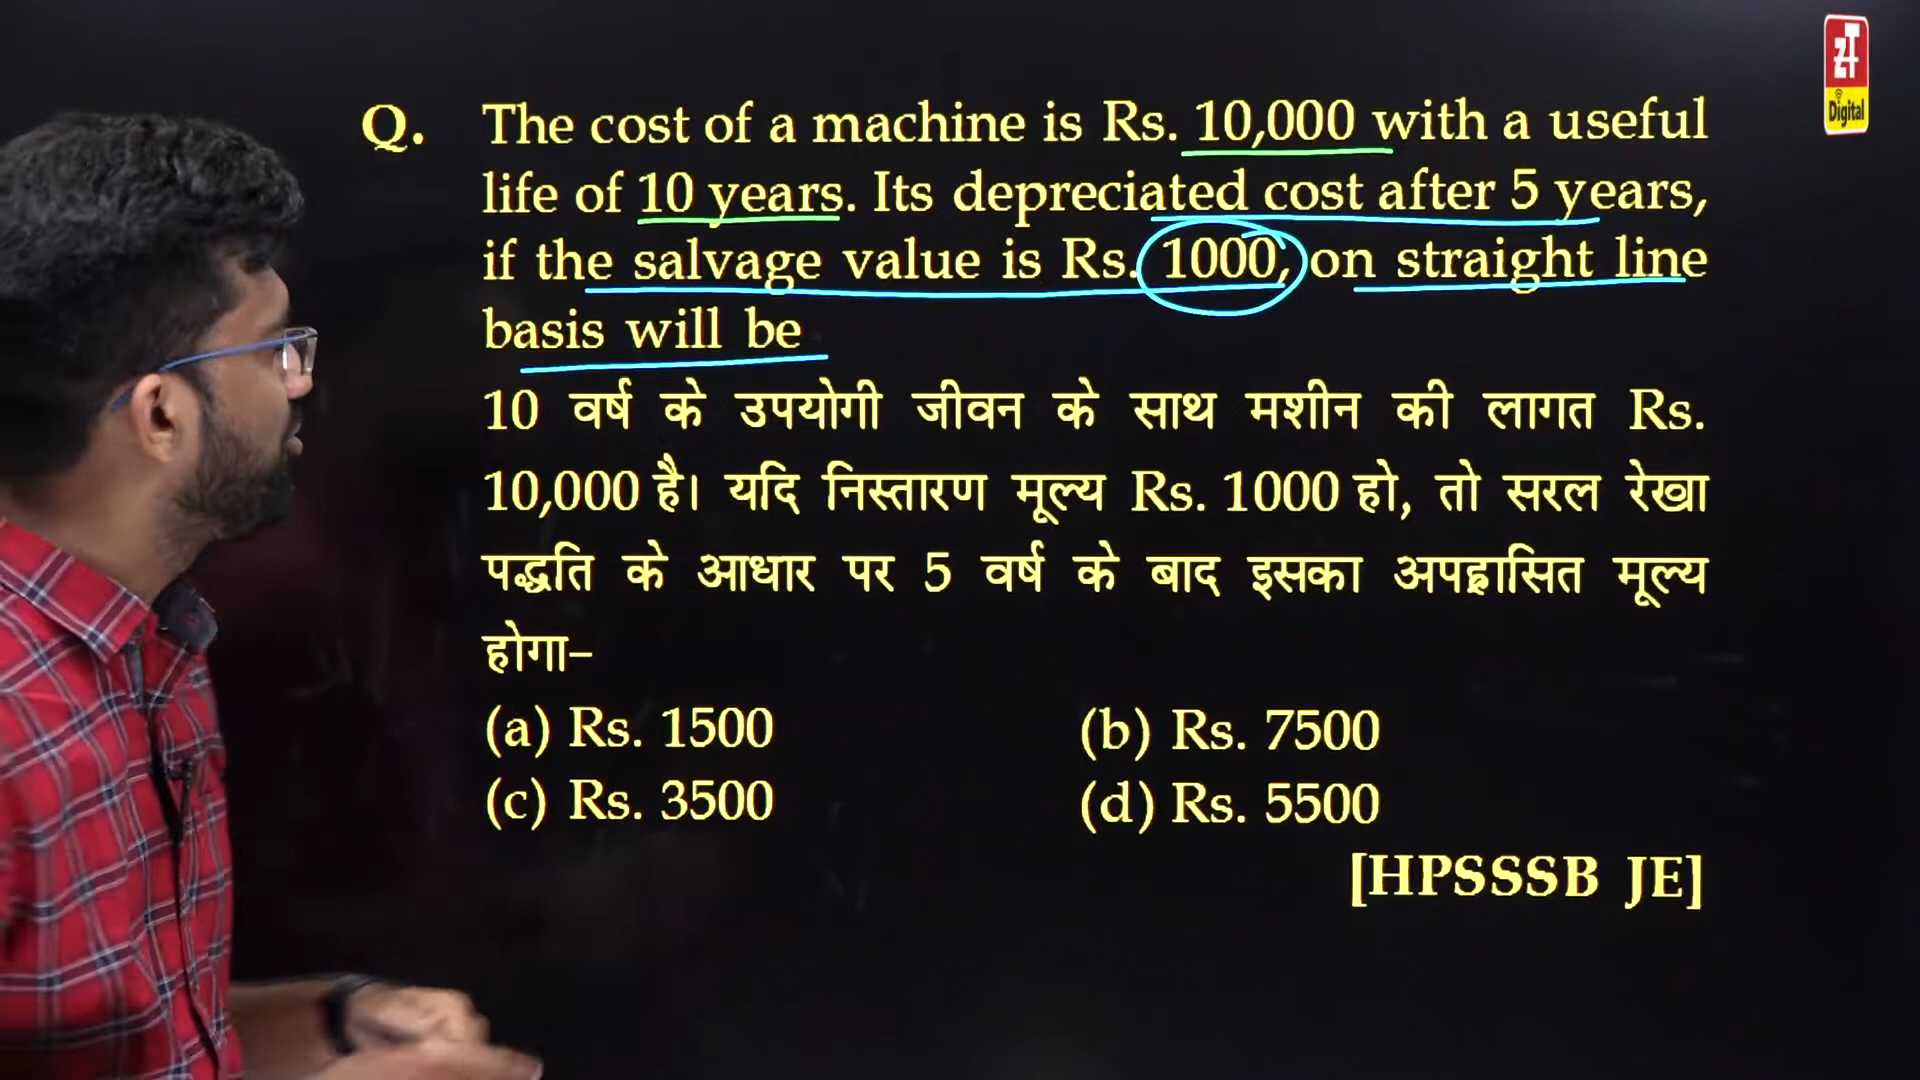 Q. The cost of a machine is Rs. 10,000 with a useful
life of 10 years. Its depreciated cost after 5 years,
if the salvage value is Rs. 1000, on straight line
basis will be
10 वर्ष के उपयोगी जीवन के साथ मशीन की लागत Rs.
10,000 है। यदि निस्तारण मूल्य Rs. 1000 हो, तो सरल रेखा
पद्धति के आधार पर 5 वर्ष के बाद इसका अपह्रासित मूल्य
होगा–
(a) Rs. 1500 (b) Rs. 7500
(c) Rs. 3500 (d) Rs. 5500
[HPSSSB JE]
ZT
Digital